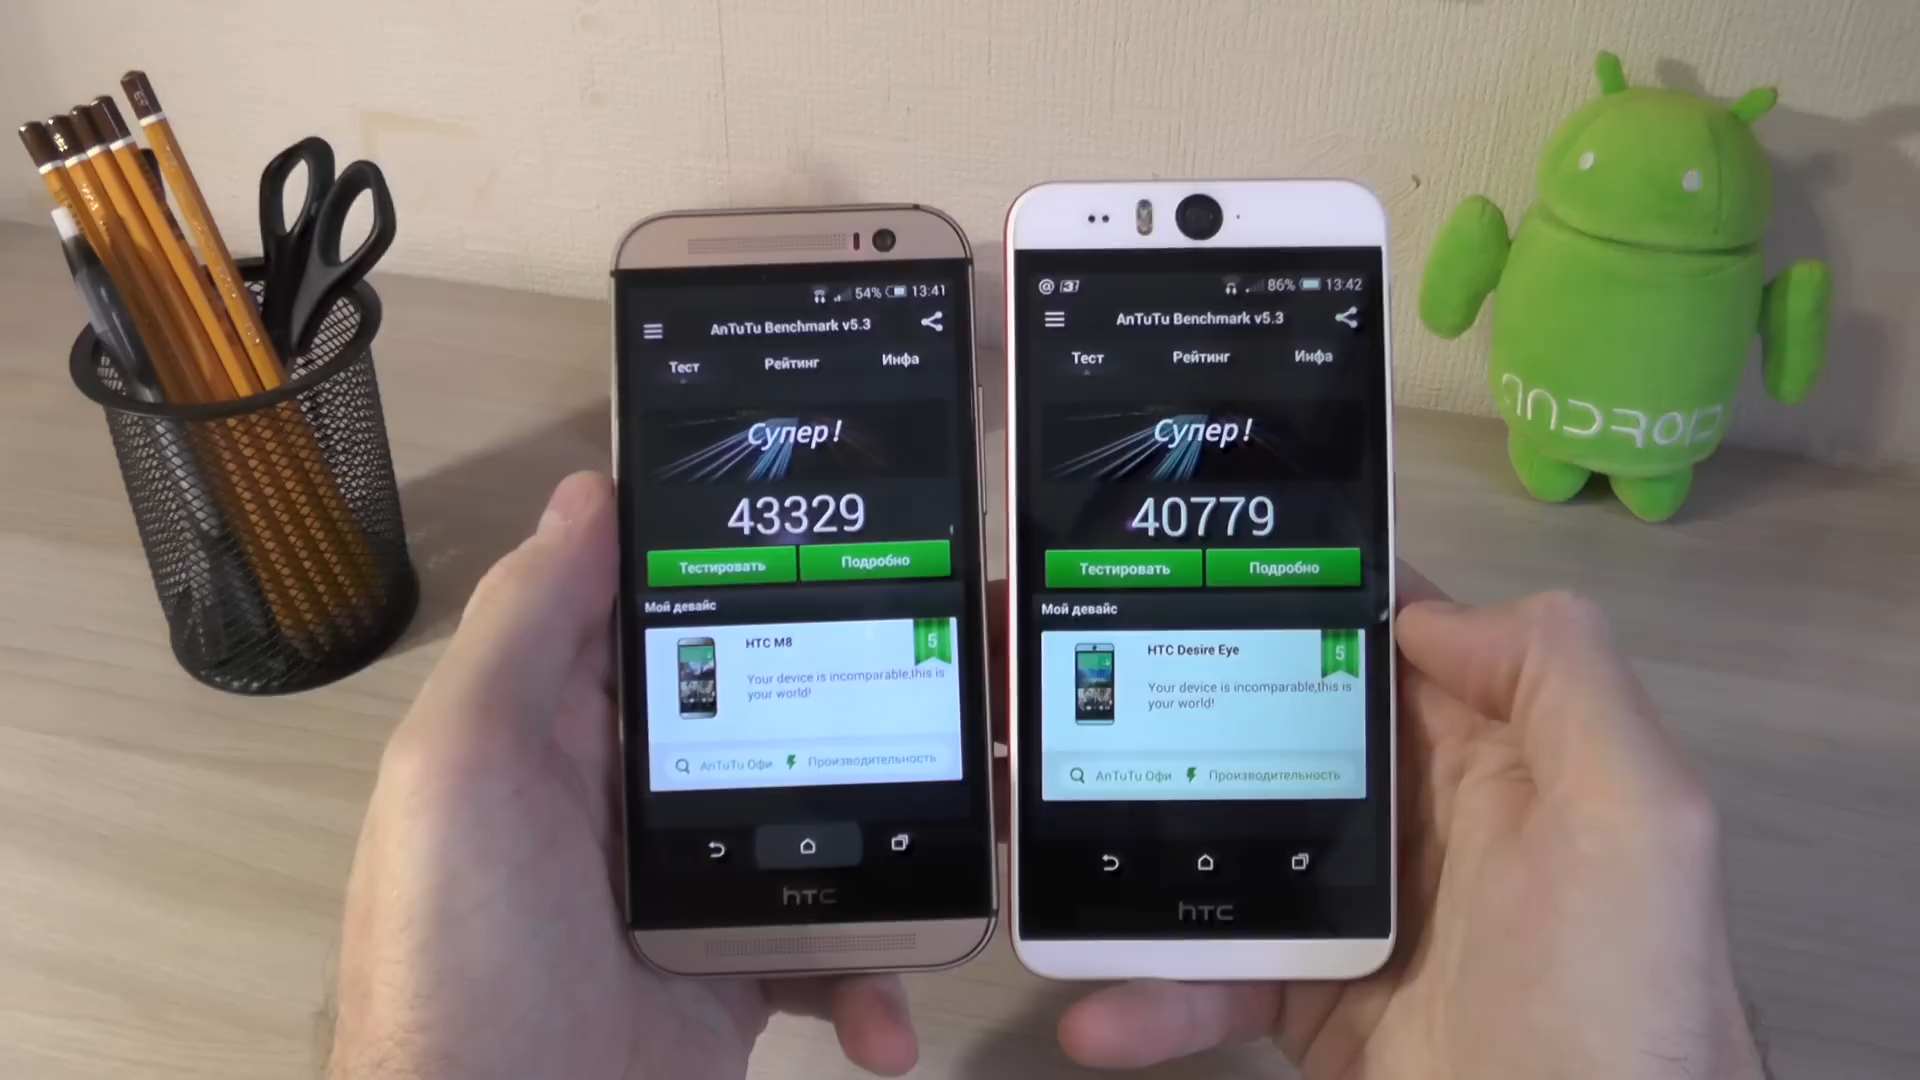 54% 13:41
AnTuTu Benchmark v5.3
Тест Рейтинг Инфа
Супер!
43329
Тестировать Подробно
Мой девайс
HTC M8
5
Your device is incomparable,this is
your world!
AnTuTu Офи Производительность
hTC
86% 13:42
AnTuTu Benchmark v5.3
Тест Рейтинг Инфа
Супер!
40779
Тестировать Подробно
Мой девайс
HTC Desire Eye
5
Your device is incomparable,this is
your world!
AnTuTu Офи Производительность
hTC
ANDROID